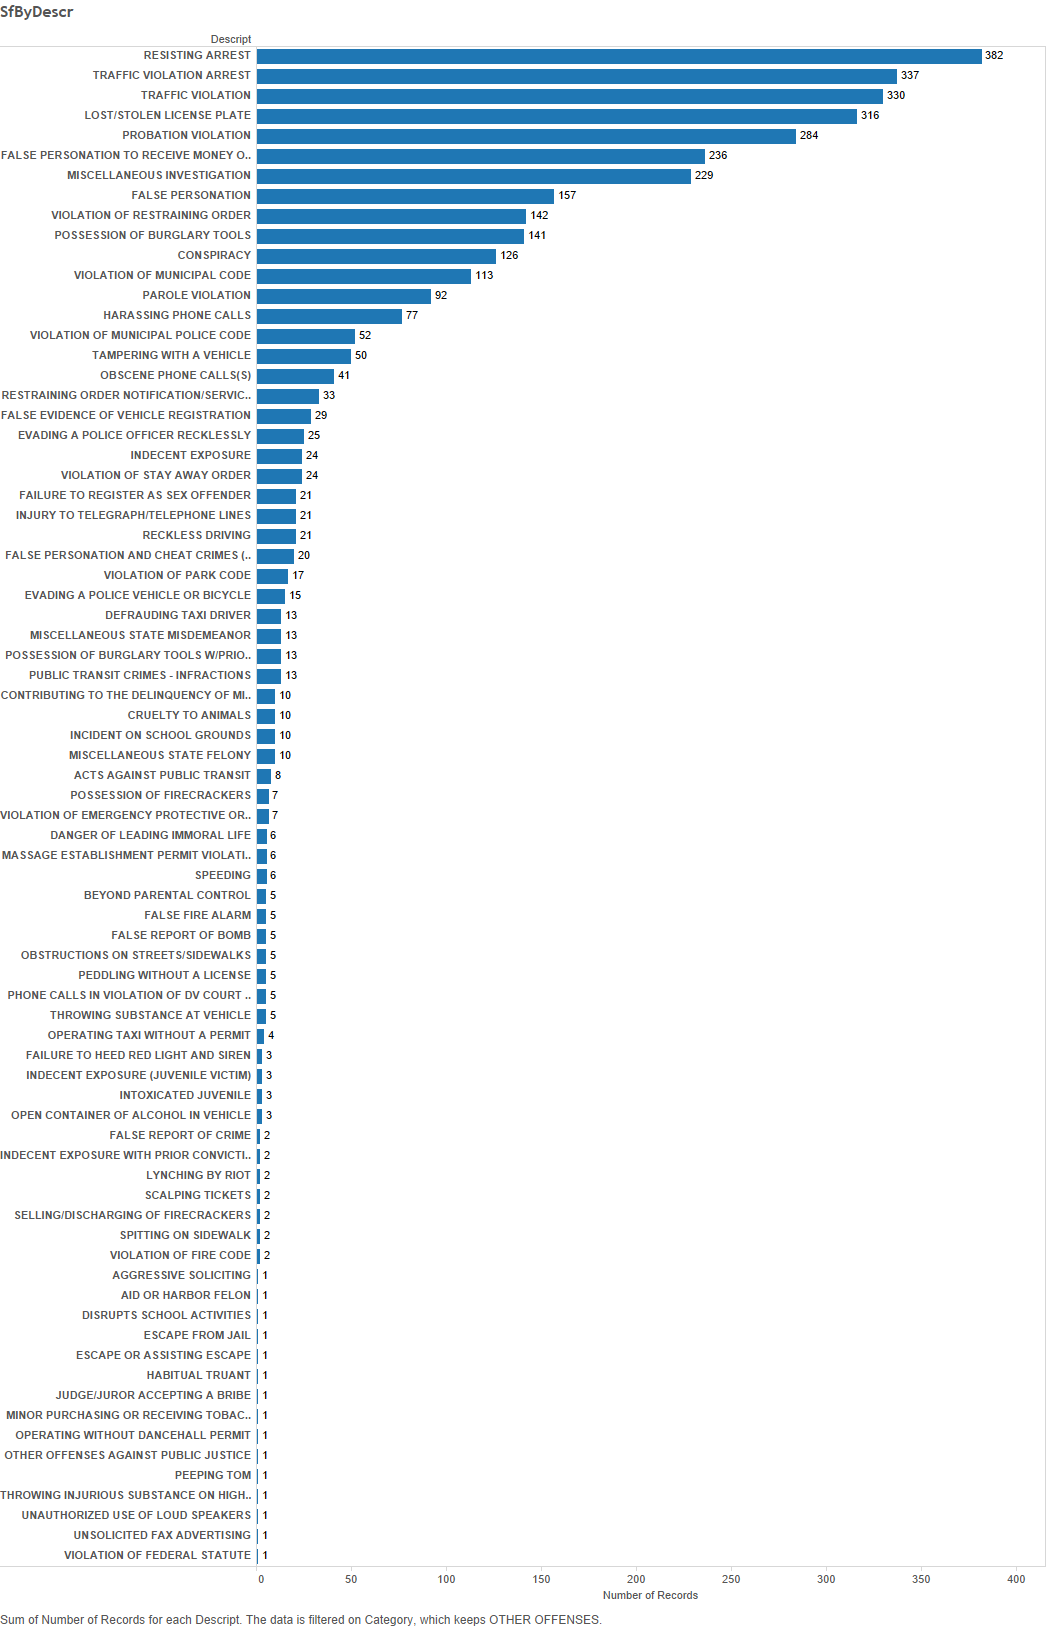 SfByDescr
Descript
RESISTING ARREST 382
TRAFFIC VIOLATION ARREST 337
TRAFFIC VIOLATION 330
LOST/STOLEN LICENSE PLATE 316
PROBATION VIOLATION 284
FALSE PERSONATION TO RECEIVE MONEY O.. 236
MISCELLANEOUS INVESTIGATION 229
FALSE PERSONATION 157
VIOLATION OF RESTRAINING ORDER 142
POSSESSION OF BURGLARY TOOLS 141
CONSPIRACY 126
VIOLATION OF MUNICIPAL CODE 113
PAROLE VIOLATION 92
HARASSING PHONE CALLS 77
VIOLATION OF MUNICIPAL POLICE CODE 52
TAMPERING WITH A VEHICLE 50
OBSCENE PHONE CALLS(S) 41
RESTRAINING ORDER NOTIFICATION/SERVIC.. 33
FALSE EVIDENCE OF VEHICLE REGISTRATION 29
EVADING A POLICE OFFICER RECKLESSLY 25
INDECENT EXPOSURE 24
VIOLATION OF STAY AWAY ORDER 24
FAILURE TO REGISTER AS SEX OFFENDER 21
INJURY TO TELEGRAPH/TELEPHONE LINES 21
RECKLESS DRIVING 21
FALSE PERSONATION AND CHEAT CRIMES (.. 20
VIOLATION OF PARK CODE 17
EVADING A POLICE VEHICLE OR BICYCLE 15
DEFRAUDING TAXI DRIVER 13
MISCELLANEOUS STATE MISDEMEANOR 13
POSSESSION OF BURGLARY TOOLS W/PRIO.. 13
PUBLIC TRANSIT CRIMES - INFRACTIONS 13
CONTRIBUTING TO THE DELINQUENCY OF MI.. 10
CRUELTY TO ANIMALS 10
INCIDENT ON SCHOOL GROUNDS 10
MISCELLANEOUS STATE FELONY 10
ACTS AGAINST PUBLIC TRANSIT 8
POSSESSION OF FIRECRACKERS 7
VIOLATION OF EMERGENCY PROTECTIVE OR.. 7
DANGER OF LEADING IMMORAL LIFE 6
MASSAGE ESTABLISHMENT PERMIT VIOLATI.. 6
SPEEDING 6
BEYOND PARENTAL CONTROL 5
FALSE FIRE ALARM 5
FALSE REPORT OF BOMB 5
OBSTRUCTIONS ON STREETS/SIDEWALKS 5
PEDDLING WITHOUT A LICENSE 5
PHONE CALLS IN VIOLATION OF DV COURT .. 5
THROWING SUBSTANCE AT VEHICLE 5
OPERATING TAXI WITHOUT A PERMIT 4
FAILURE TO HEED RED LIGHT AND SIREN 3
INDECENT EXPOSURE (JUVENILE VICTIM) 3
INTOXICATED JUVENILE 3
OPEN CONTAINER OF ALCOHOL IN VEHICLE 3
FALSE REPORT OF CRIME 2
INDECENT EXPOSURE WITH PRIOR CONVICTI.. 2
LYNCHING BY RIOT 2
SCALPING TICKETS 2
SELLING/DISCHARGING OF FIRECRACKERS 2
SPITTING ON SIDEWALK 2
VIOLATION OF FIRE CODE 2
AGGRESSIVE SOLICITING 1
AID OR HARBOR FELON 1
DISRUPTS SCHOOL ACTIVITIES 1
ESCAPE FROM JAIL 1
ESCAPE OR ASSISTING ESCAPE 1
HABITUAL TRUANT 1
JUDGE/JUROR ACCEPTING A BRIBE 1
MINOR PURCHASING OR RECEIVING TOBAC.. 1
OPERATING WITHOUT DANCEHALL PERMIT 1
OTHER OFFENSES AGAINST PUBLIC JUSTICE 1
PEEPING TOM 1
THROWING INJURIOUS SUBSTANCE ON HIGH.. 1
UNAUTHORIZED USE OF LOUD SPEAKERS 1
UNSOLICITED FAX ADVERTISING 1
VIOLATION OF FEDERAL STATUTE 1
0 50 100 150 200 250 300 350 400
Number of Records
Sum of Number of Records for each Descript. The data is filtered on Category, which keeps OTHER OFFENSES.